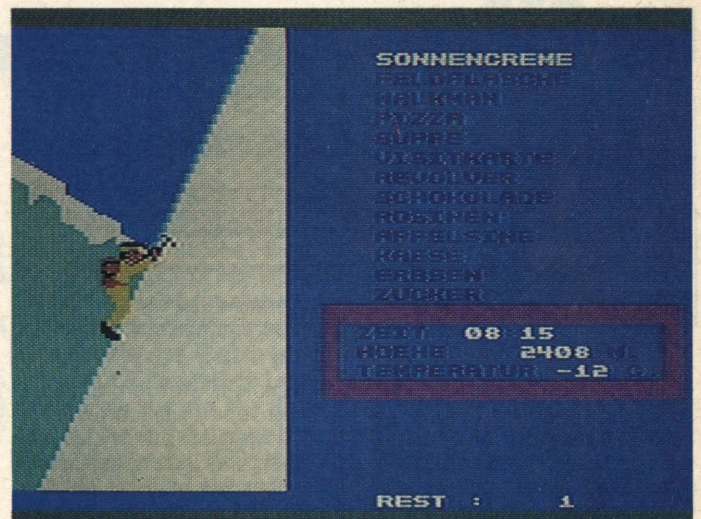 SONNENCREME
FELDFLASCHE
WALKMAN
PIZZA
SUPPE
VISITKARTE
REVOLVER
SCHOKOLADE
ROSINEN
APFELSINE
KAESE
ERBSEN
ZUCKER
ZEIT 08:15
HOEHE 2408 M.
TEMPERATUR -12 C.
REST : 1